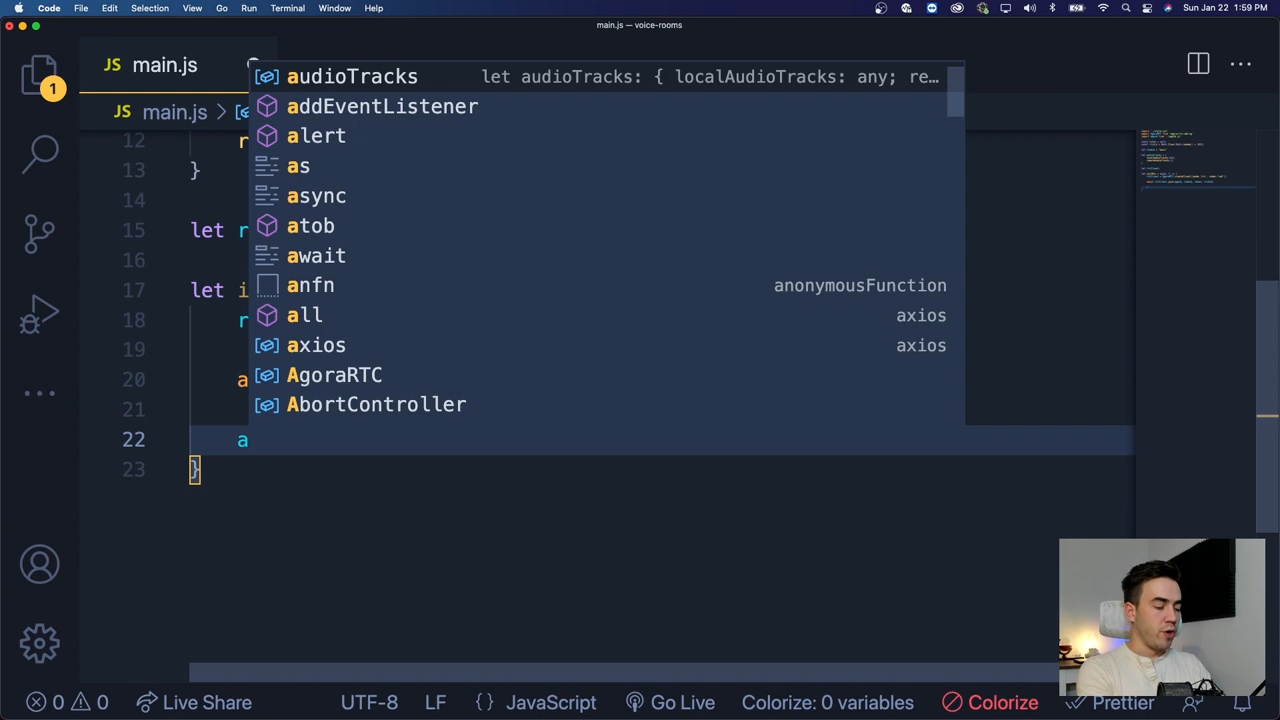 Code File Edit Selection View Go Run Terminal Window Help Sun Jan 22 1:59 PM
main.js — voice-rooms
JS main.js
JS main.js >
1
12 r
13 }
14
15 let r
16
17 let i
18 r
19
20 a
21
22 a
23 }
audioTracks let audioTracks: { localAudioTracks: any; re…
addEventListener
alert
as
async
atob
await
anfn anonymousFunction
all axios
axios axios
AgoraRTC
AbortController
0 0 Live Share UTF-8 LF {} JavaScript Go Live Colorize: 0 variables Colorize Prettier